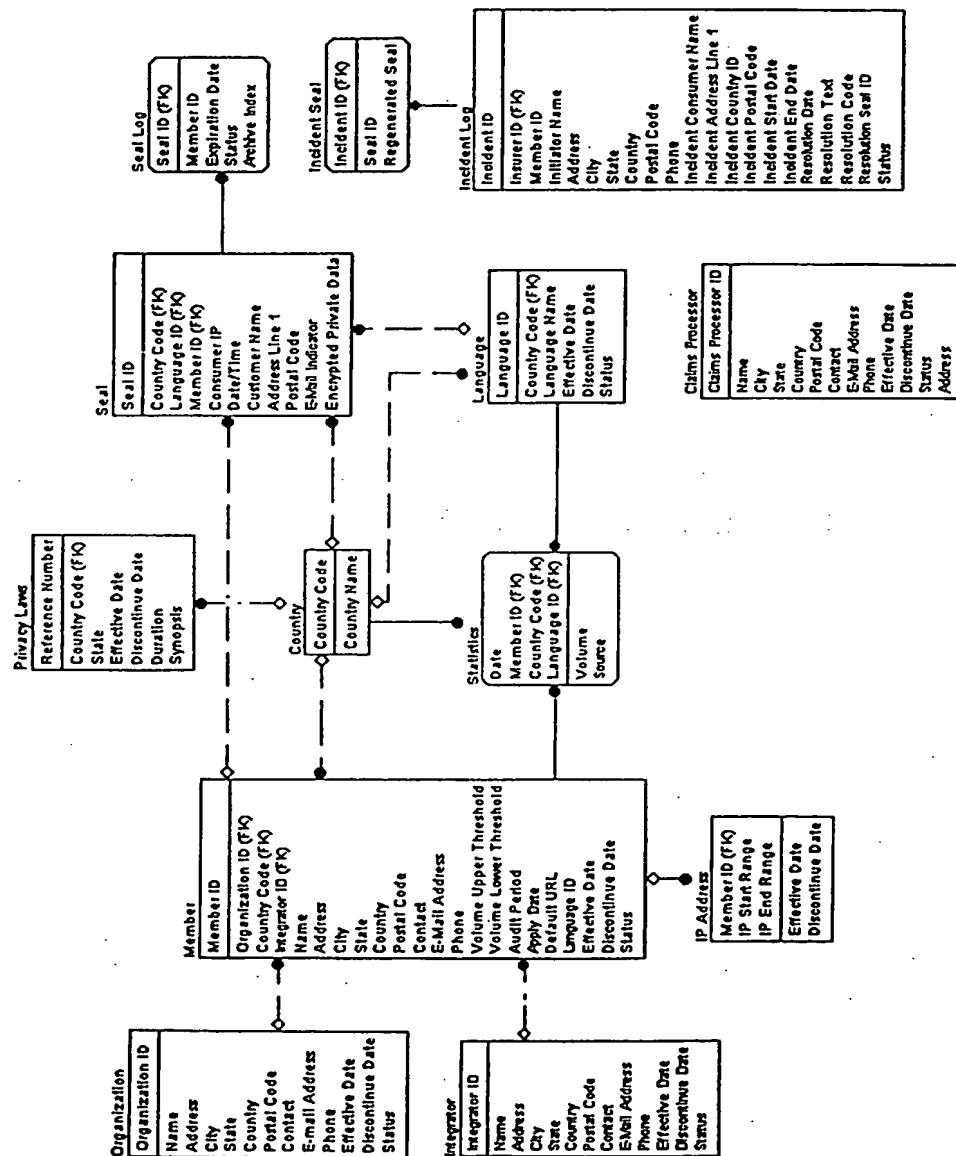 Organization
Organization ID
Name
Address
City
State
Country
Postal Code
Contact
E-mail Address
Phone
Effective Date
Discontinue Date
Status
Integrator
Integrator ID
Name
Address
City
State
Country
Postal Code
Contact
E-Mail Address
Phone
Effective Date
Discontinue Date
Status
Member
Member ID
Organization ID (FK)
Country Code (FK)
Integrator ID (FK)
Name
Address
City
State
Country
Postal Code
Contact
E-Mail Address
Phone
Volume Upper Threshold
Volume Lower Threshold
Audit Period
Apply Date
Default URL
Language ID
Effective Date
Discontinue Date
Status
IP Address
Member ID (FK)
IP Start Range
IP End Range
Effective Date
Discontinue Date
Privacy Laws
Reference Number
Country Code (FK)
State
Effective Date
Discontinue Date
Duration
Synopsis
Country
Country Code
Country Name
Statistics
Date
Member ID (FK)
Country Code (FK)
Language ID (FK)
Volume
Source
Seal
Seal ID
Country Code (FK)
Language ID (FK)
Member ID (FK)
Consumer IP
Date/Time
Customer Name
Address Line 1
Postal Code
E-Mail Indicator
Encrypted Private Data
Language
Language ID
Country Code (FK)
Language Name
Effective Date
Discontinue Date
Status
Claims Processor
Claims Processor ID
Name
City
State
Country
Postal Code
Contact
E-Mail Address
Phone
Effective Date
Discontinue Date
Status
Address
Seal Log
Seal ID (FK)
Member ID
Expiration Date
Status
Archive Index
Incident Seal
Incident ID (FK)
Seal ID
Regenerated Seal
Incident Log
Incident ID
Insurer ID (FK)
Member ID
Initiator Name
Address
City
State
Country
Postal Code
Phone
Incident Consumer Name
Incident Address Line 1
Incident Country ID
Incident Postal Code
Incident Start Date
Incident End Date
Resolution Date
Resolution Text
Resolution Code
Resolution Seal ID
Status